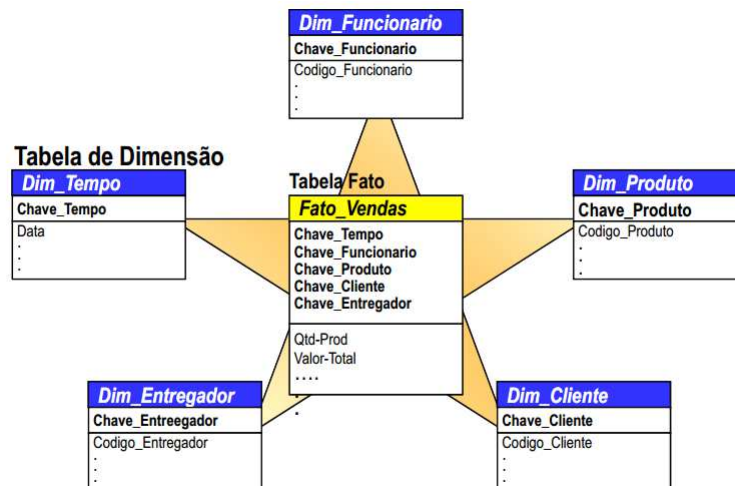 Dim_Funcionario
Chave_Funcionario
Codigo_Funcionario
.
.
.
Tabela de Dimensão
Dim_Tempo
Chave_Tempo
Data
.
.
.
Tabela Fato
Fato_Vendas
Chave_Tempo
Chave_Funcionario
Chave_Produto
Chave_Cliente
Chave_Entregador
Qtd-Prod
Valor-Total
....
.
.
Dim_Produto
Chave_Produto
Codigo_Produto
.
.
.
Dim_Entregador
Chave_Entreegador
Codigo_Entregador
.
.
.
Dim_Cliente
Chave_Cliente
Codigo_Cliente
.
.
.